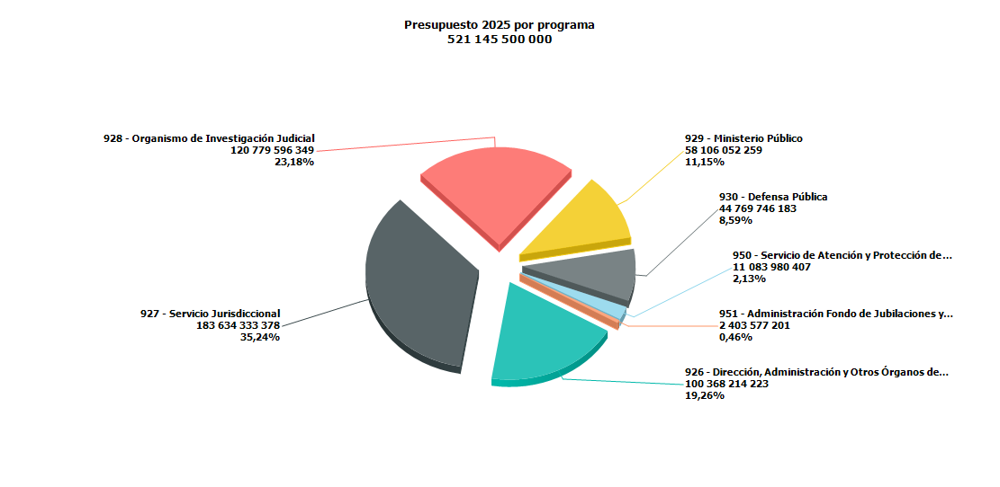 Presupuesto 2025 por programa
521 145 500 000
928 - Organismo de Investigación Judicial
120 779 596 349
23,18%
929 - Ministerio Público
58 106 052 259
11,15%
930 - Defensa Pública
44 769 746 183
8,59%
950 - Servicio de Atención y Protección de...
11 083 980 407
2,13%
927 - Servicio Jurisdiccional
183 634 333 378
35,24%
951 - Administración Fondo de Jubilaciones y...
2 403 577 201
0,46%
926 - Dirección, Administración y Otros Órganos de...
100 368 214 223
19,26%